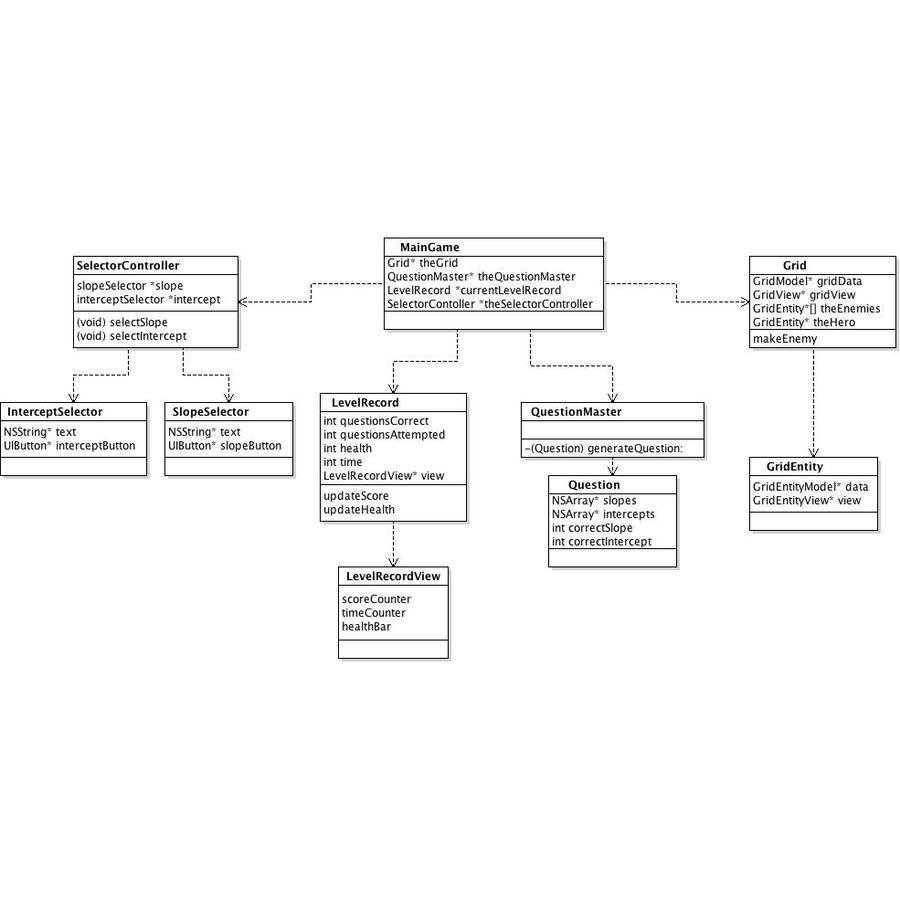 MainGame
Grid* theGrid
QuestionMaster* theQuestionMaster
LevelRecord *currentLevelRecord
SelectorContoller *theSelectorController
SelectorController
slopeSelector *slope
interceptSelector *intercept
(void) selectSlope
(void) selectIntercept
Grid
GridModel* gridData
GridView* gridView
GridEntity*[] theEnemies
GridEntity* theHero
makeEnemy
InterceptSelector
NSString* text
UIButton* interceptButton
SlopeSelector
NSString* text
UIButton* slopeButton
LevelRecord
int questionsCorrect
int questionsAttempted
int health
int time
LevelRecordView* view
updateScore
updateHealth
QuestionMaster
-(Question) generateQuestion:
Question
NSArray* slopes
NSArray* intercepts
int correctSlope
int correctIntercept
GridEntity
GridEntityModel* data
GridEntityView* view
LevelRecordView
scoreCounter
timeCounter
healthBar